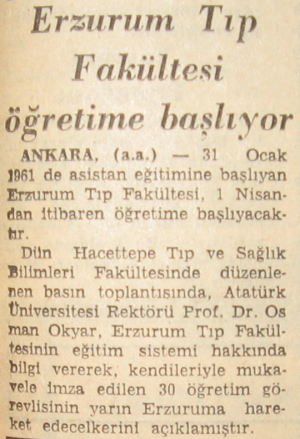 Erzurum Tıp
Fakültesi
öğretime başlıyor
ANKARA, (a.a.) — 31 Ocak
1961 de asistan eğitimine başlıyan
Erzurum Tıp Fakültesi, 1 Nisan-
dan itibaren öğretime başlıyacak-
tır.
Dün Hacettepe Tıp ve Sağlık
Bilimleri Fakültesinde düzenle-
nen basın toplantısında, Atatürk
Üniversitesi Rektörü Prof. Dr. Os
man Okyar, Erzurum Tıp Fakül-
tesinin eğitim sistemi hakkında
bilgi vererek, kendileriyle muka-
vele imza edilen 30 öğretim gö-
revlisinin yarın Erzuruma hare-
ket edecelkerini açıklamıştır.